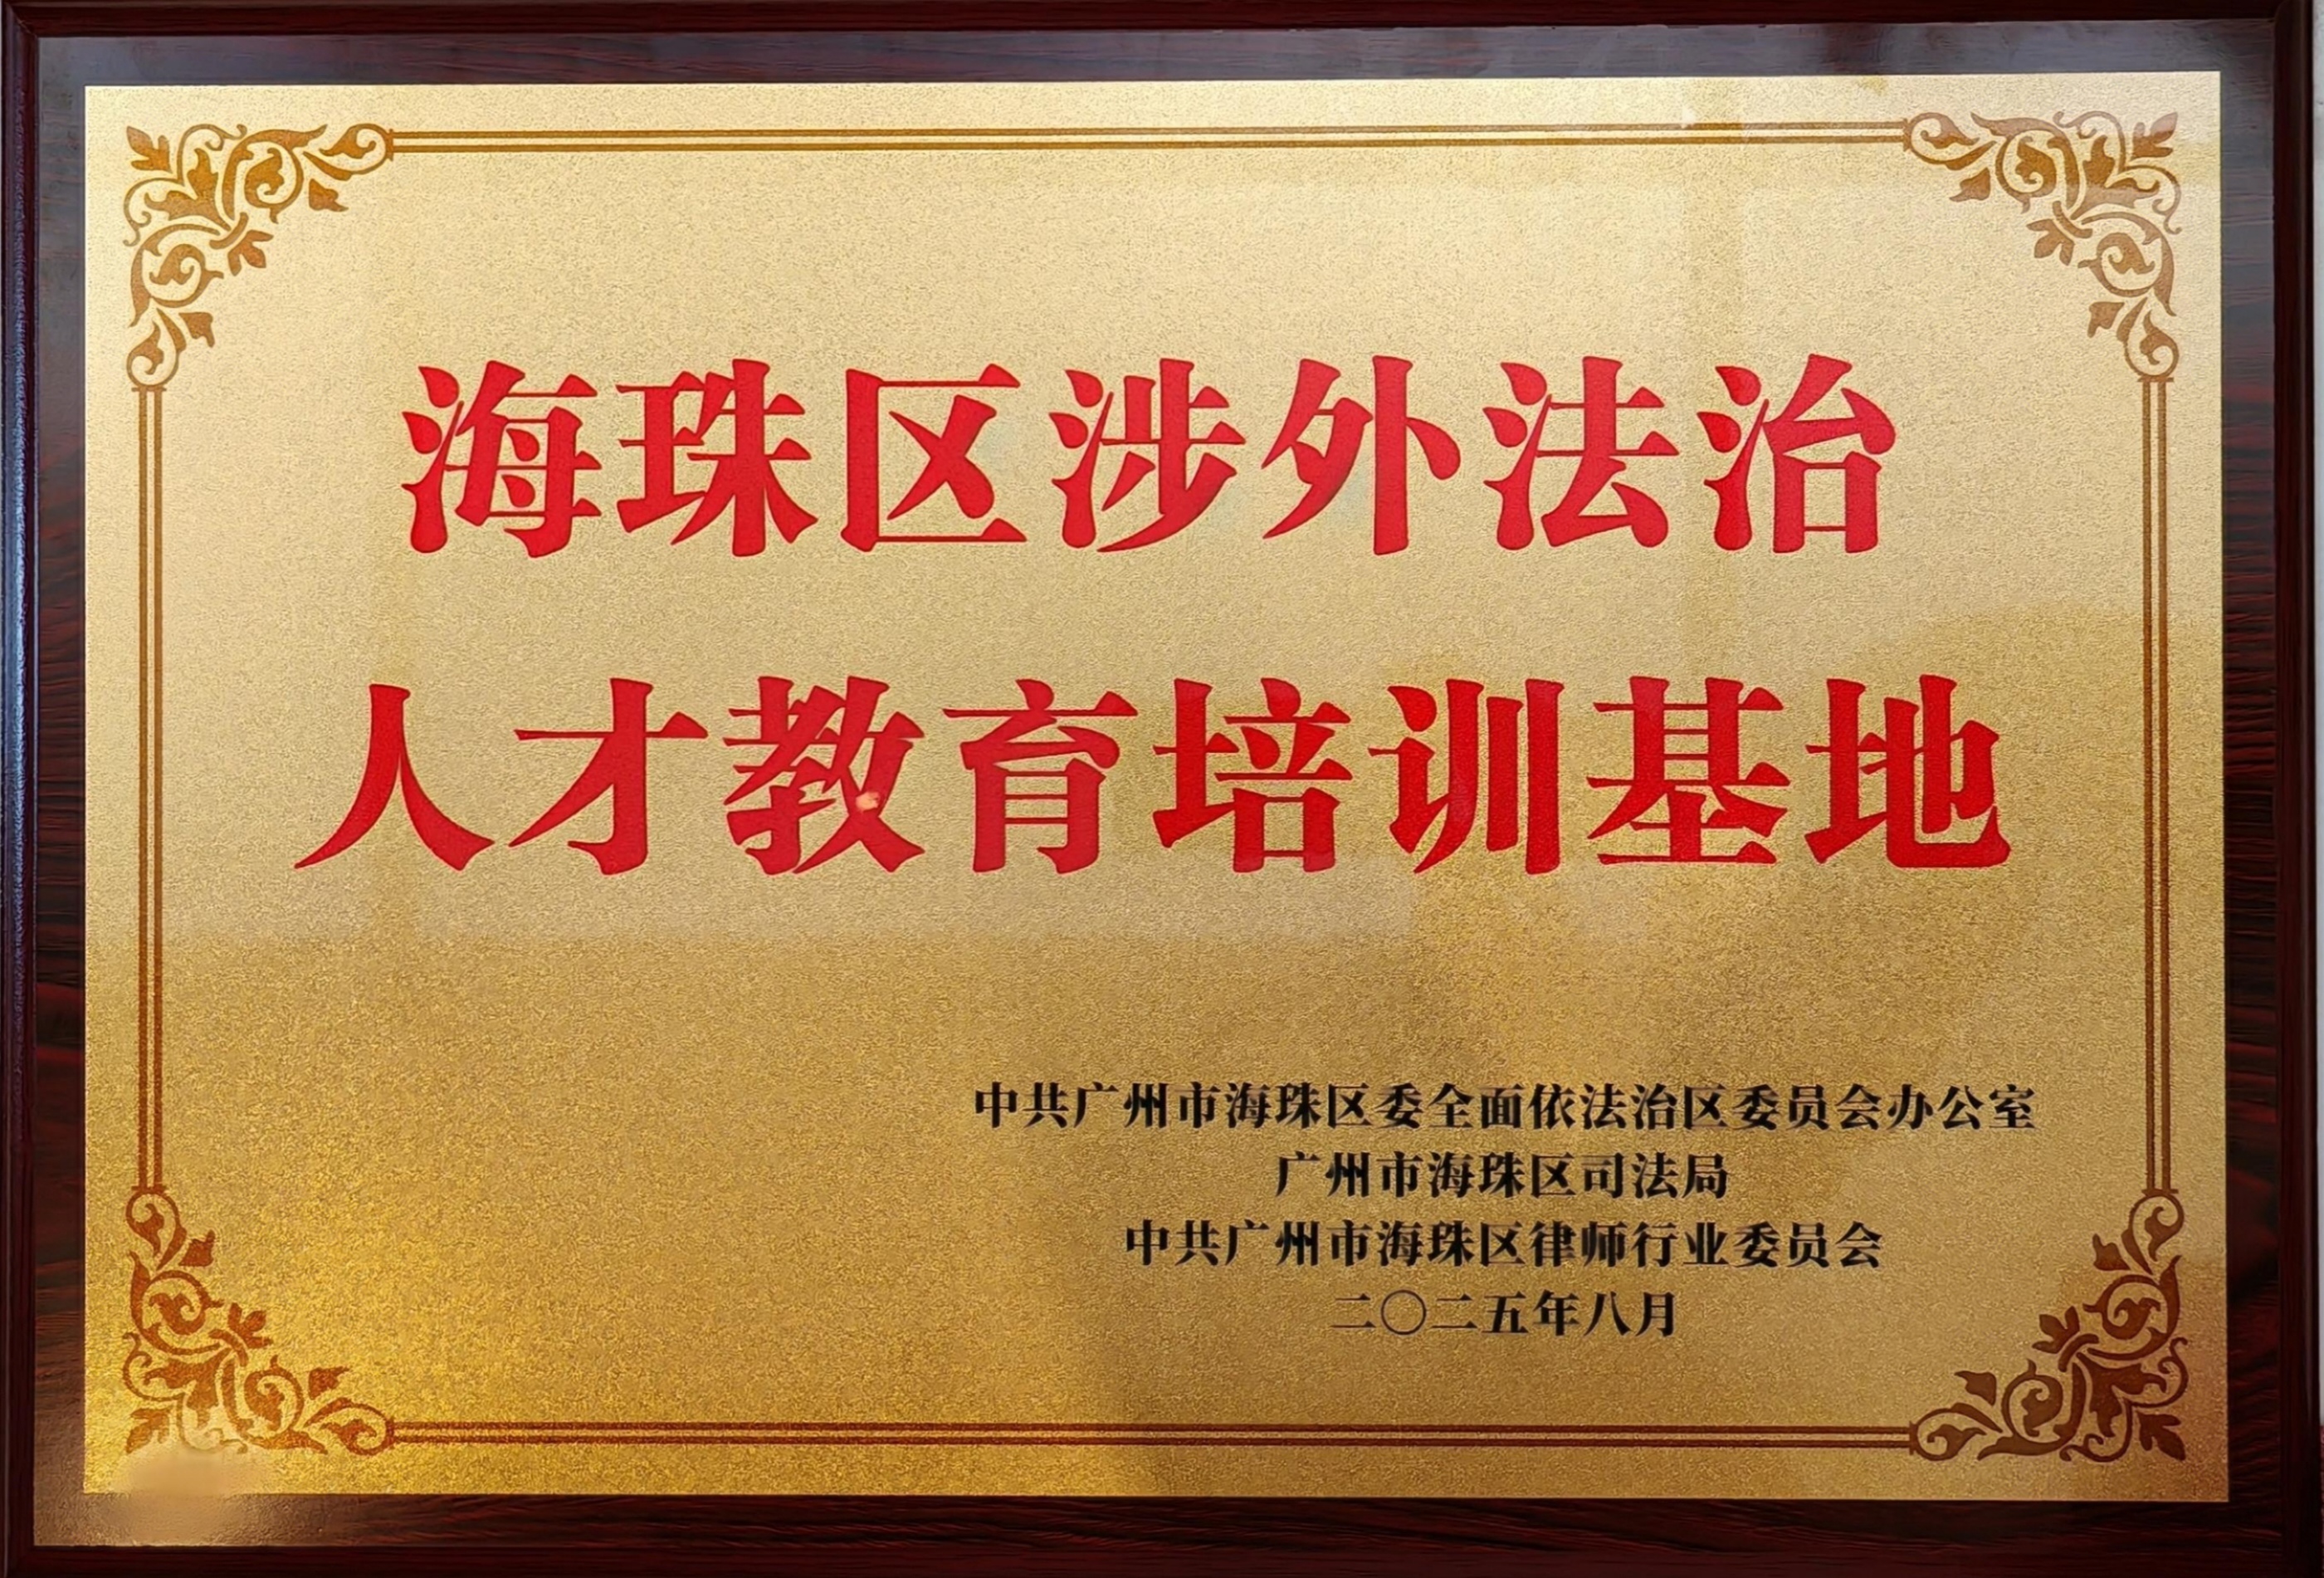 海珠区涉外法治
人才教育培训基地
中共广州市海珠区委全面依法治区委员会办公室
广州市海珠区司法局
中共广州市海珠区律师行业委员会
二〇二五年八月